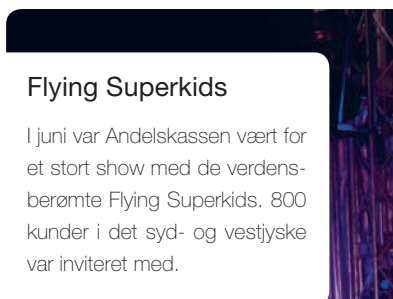 Flying Superkids
I juni var Andelskassen vært for
et stort show med de verdens-
berømte Flying Superkids. 800
kunder i det syd- og vestjyske
var inviteret med.